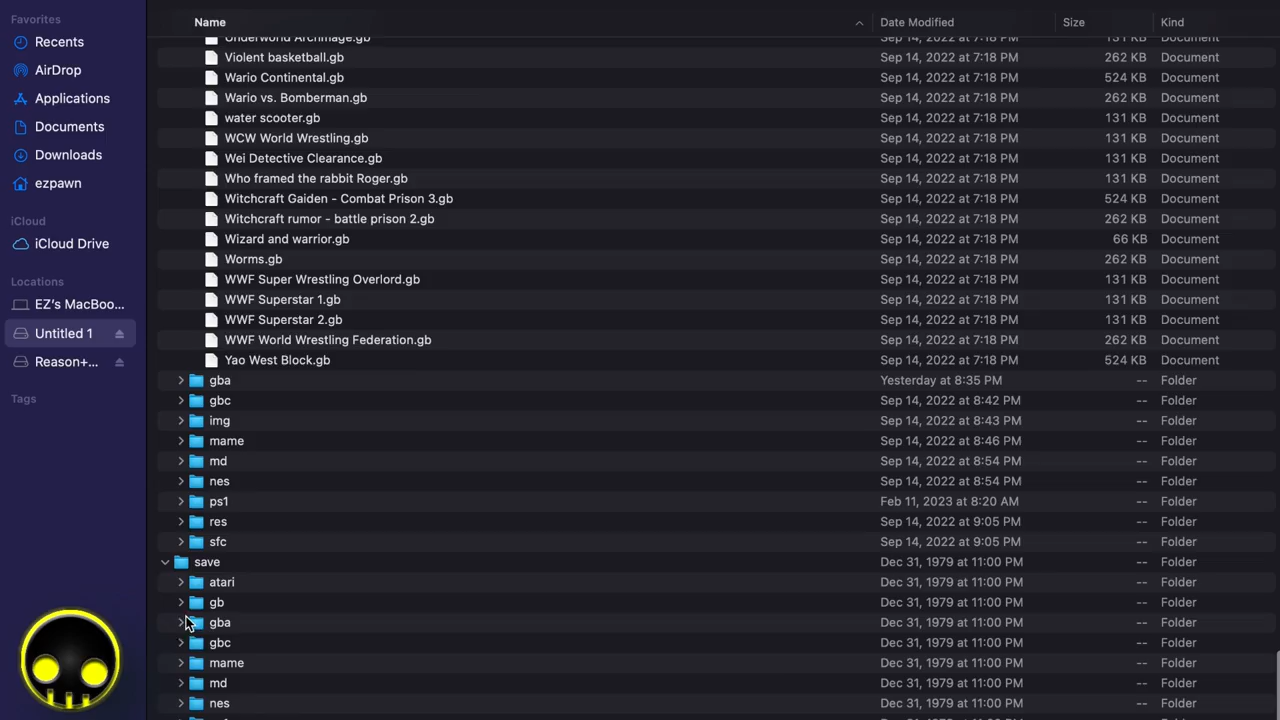 Favorites
Recents
AirDrop
Applications
Documents
Downloads
ezpawn
iCloud
iCloud Drive
Locations
EZ's MacBoo...
Untitled 1
Reason+...
Tags
Name Date Modified Size Kind
Underworld Archmage.gb Sep 14, 2022 at 7:18 PM 131 KB Document
Violent basketball.gb Sep 14, 2022 at 7:18 PM 262 KB Document
Wario Continental.gb Sep 14, 2022 at 7:18 PM 524 KB Document
Wario vs. Bomberman.gb Sep 14, 2022 at 7:18 PM 262 KB Document
water scooter.gb Sep 14, 2022 at 7:18 PM 131 KB Document
WCW World Wrestling.gb Sep 14, 2022 at 7:18 PM 131 KB Document
Wei Detective Clearance.gb Sep 14, 2022 at 7:18 PM 131 KB Document
Who framed the rabbit Roger.gb Sep 14, 2022 at 7:18 PM 131 KB Document
Witchcraft Gaiden - Combat Prison 3.gb Sep 14, 2022 at 7:18 PM 524 KB Document
Witchcraft rumor - battle prison 2.gb Sep 14, 2022 at 7:18 PM 262 KB Document
Wizard and warrior.gb Sep 14, 2022 at 7:18 PM 66 KB Document
Worms.gb Sep 14, 2022 at 7:18 PM 262 KB Document
WWF Super Wrestling Overlord.gb Sep 14, 2022 at 7:18 PM 131 KB Document
WWF Superstar 1.gb Sep 14, 2022 at 7:18 PM 131 KB Document
WWF Superstar 2.gb Sep 14, 2022 at 7:18 PM 131 KB Document
WWF World Wrestling Federation.gb Sep 14, 2022 at 7:18 PM 262 KB Document
Yao West Block.gb Sep 14, 2022 at 7:18 PM 524 KB Document
gba Yesterday at 8:35 PM -- Folder
gbc Sep 14, 2022 at 8:42 PM -- Folder
img Sep 14, 2022 at 8:43 PM -- Folder
mame Sep 14, 2022 at 8:46 PM -- Folder
md Sep 14, 2022 at 8:54 PM -- Folder
nes Sep 14, 2022 at 8:54 PM -- Folder
ps1 Feb 11, 2023 at 8:20 AM -- Folder
res Sep 14, 2022 at 9:05 PM -- Folder
sfc Sep 14, 2022 at 9:05 PM -- Folder
save Dec 31, 1979 at 11:00 PM -- Folder
atari Dec 31, 1979 at 11:00 PM -- Folder
gb Dec 31, 1979 at 11:00 PM -- Folder
gba Dec 31, 1979 at 11:00 PM -- Folder
gbc Dec 31, 1979 at 11:00 PM -- Folder
mame Dec 31, 1979 at 11:00 PM -- Folder
md Dec 31, 1979 at 11:00 PM -- Folder
nes Dec 31, 1979 at 11:00 PM -- Folder